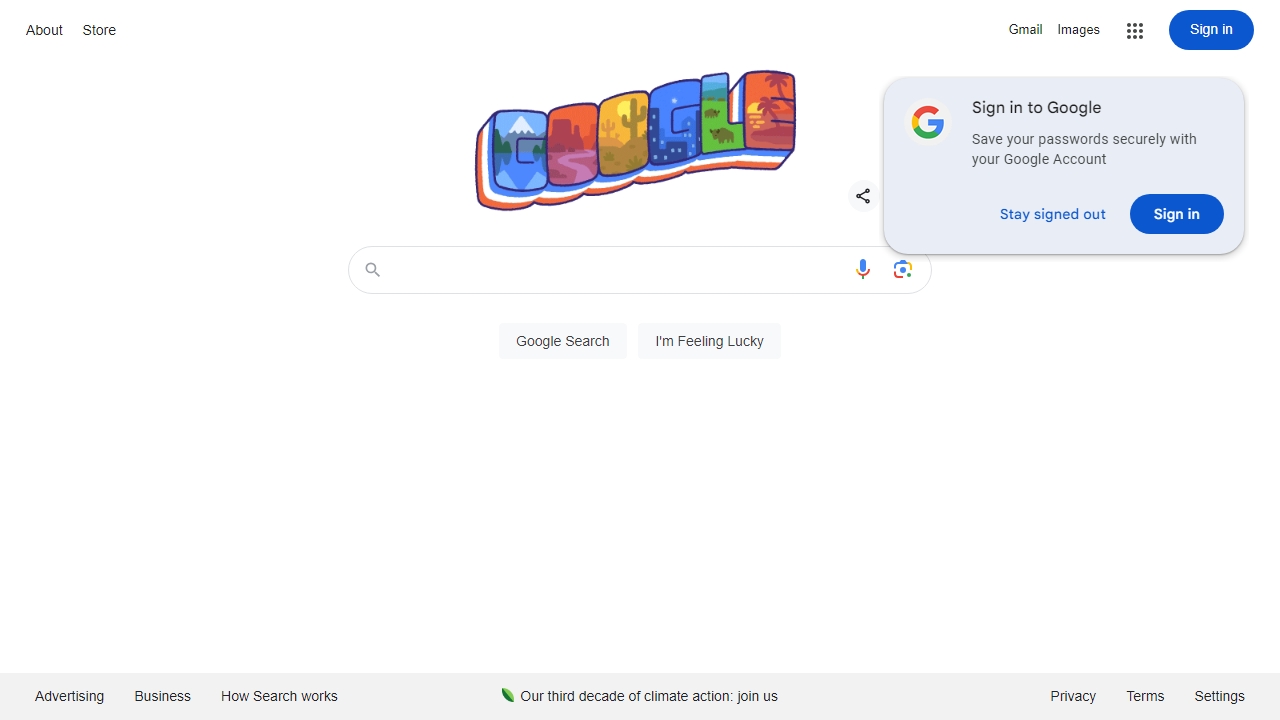 About Store
Gmail Images Sign in
GOOGLE
Sign in to Google
Save your passwords securely with
your Google Account
Stay signed out Sign in
Google Search I'm Feeling Lucky
Advertising Business How Search works
Our third decade of climate action: join us
Privacy Terms Settings